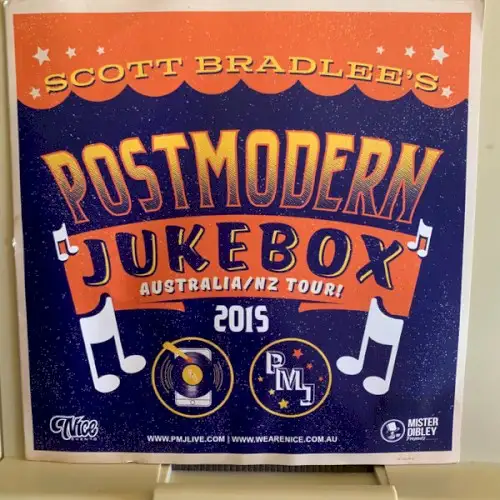 SCOTT BRADLEE'S
POSTMODERN
JUKEBOX
AUSTRALIA/NZ TOUR!
2015
PMJ
Nice
WWW.PMJLIVE.COM | WWW.WEARENICE.COM.AU
MISTER
DIBLEY
Presents